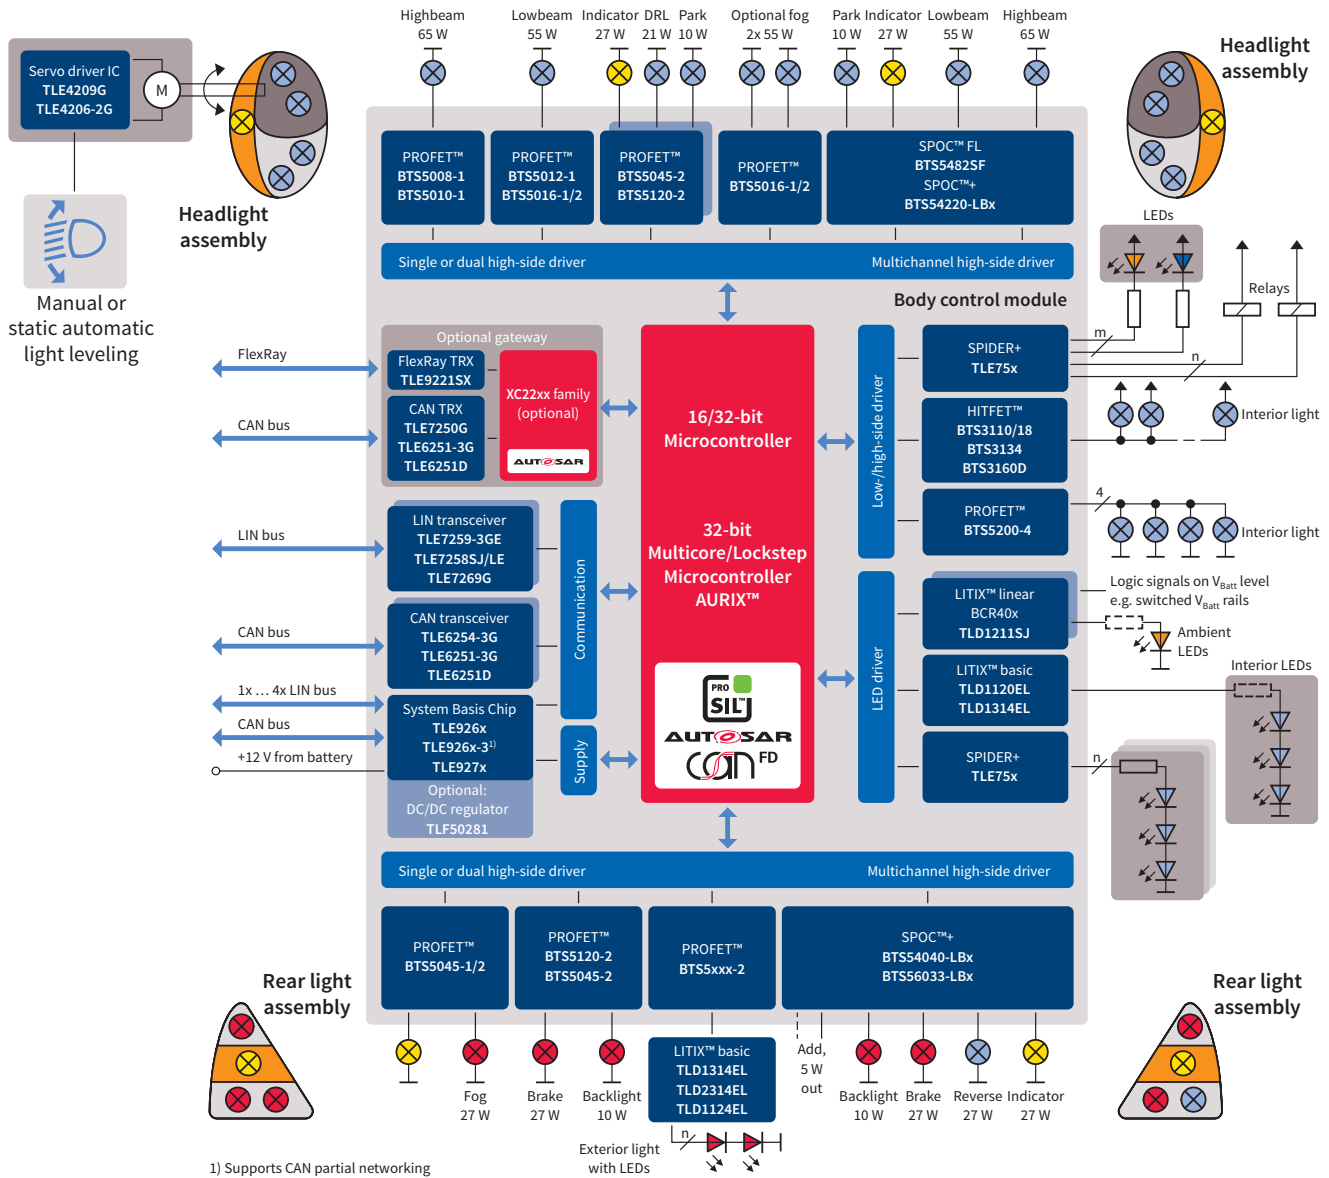 Highbeam
65 W
Lowbeam
55 W
Indicator
27 W
DRL
21 W
Park
10 W
Optional fog
2x 55 W
Park
10 W
Indicator
27 W
Lowbeam
55 W
Highbeam
65 W
Servo driver IC
TLE4209G
TLE4206-2G
M
Headlight
assembly
Manual or
static automatic
light leveling
Headlight
assembly
PROFET™
BTS5008-1
BTS5010-1
PROFET™
BTS5012-1
BTS5016-1/2
PROFET™
BTS5045-2
BTS5120-2
PROFET™
BTS5016-1/2
SPOC™ FL
BTS5482SF
SPOC™+
BTS54220-LBx
Single or dual high-side driver
Multichannel high-side driver
Body control module
LEDs
Relays
m
n
Optional gateway
FlexRay
FlexRay TRX
TLE9221SX
CAN bus
CAN TRX
TLE7250G
TLE6251-3G
TLE6251D
XC22xx family
(optional)
AUTOSAR
LIN bus
LIN transceiver
TLE7259-3GE
TLE7258SJ/LE
TLE7269G
CAN bus
CAN transceiver
TLE6254-3G
TLE6251-3G
TLE6251D
1x … 4x LIN bus
CAN bus
+12 V from battery
System Basis Chip
TLE926x
TLE926x-3¹⁾
TLE927x
Optional:
DC/DC regulator
TLF50281
Communication
Supply
16/32-bit
Microcontroller
32-bit
Multicore/Lockstep
Microcontroller
AURIX™
PRO
SIL™
AUTOSAR
CAN FD
Low-/high-side driver
SPIDER+
TLE75x
HITFET™
BTS3110/18
BTS3134
BTS3160D
PROFET™
BTS5200-4
Interior light
4
Interior light
LED driver
LITIX™ linear
BCR40x
TLD1211SJ
LITIX™ basic
TLD1120EL
TLD1314EL
SPIDER+
TLE75x
Logic signals on VBatt level
e.g. switched VBatt rails
Ambient
LEDs
Interior LEDs
n
Single or dual high-side driver
Multichannel high-side driver
PROFET™
BTS5045-1/2
PROFET™
BTS5120-2
BTS5045-2
PROFET™
BTS5xxx-2
SPOC™+
BTS54040-LBx
BTS56033-LBx
Rear light
assembly
Rear light
assembly
Fog
27 W
Brake
27 W
Backlight
10 W
LITIX™ basic
TLD1314EL
TLD2314EL
TLD1124EL
n
Exterior light
with LEDs
Add,
5 W
out
Backlight
10 W
Brake
27 W
Reverse
27 W
Indicator
27 W
1) Supports CAN partial networking